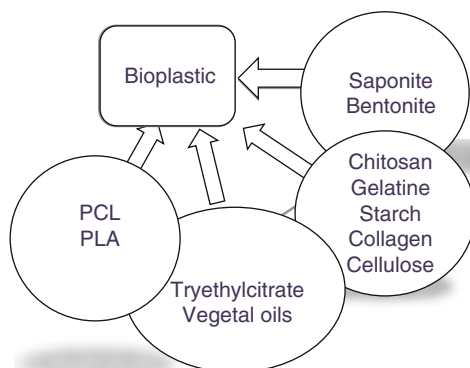 Bioplastic
Saponite
Bentonite
Chitosan
Gelatine
Starch
Collagen
Cellulose
PCL
PLA
Tryethylcitrate
Vegetal oils